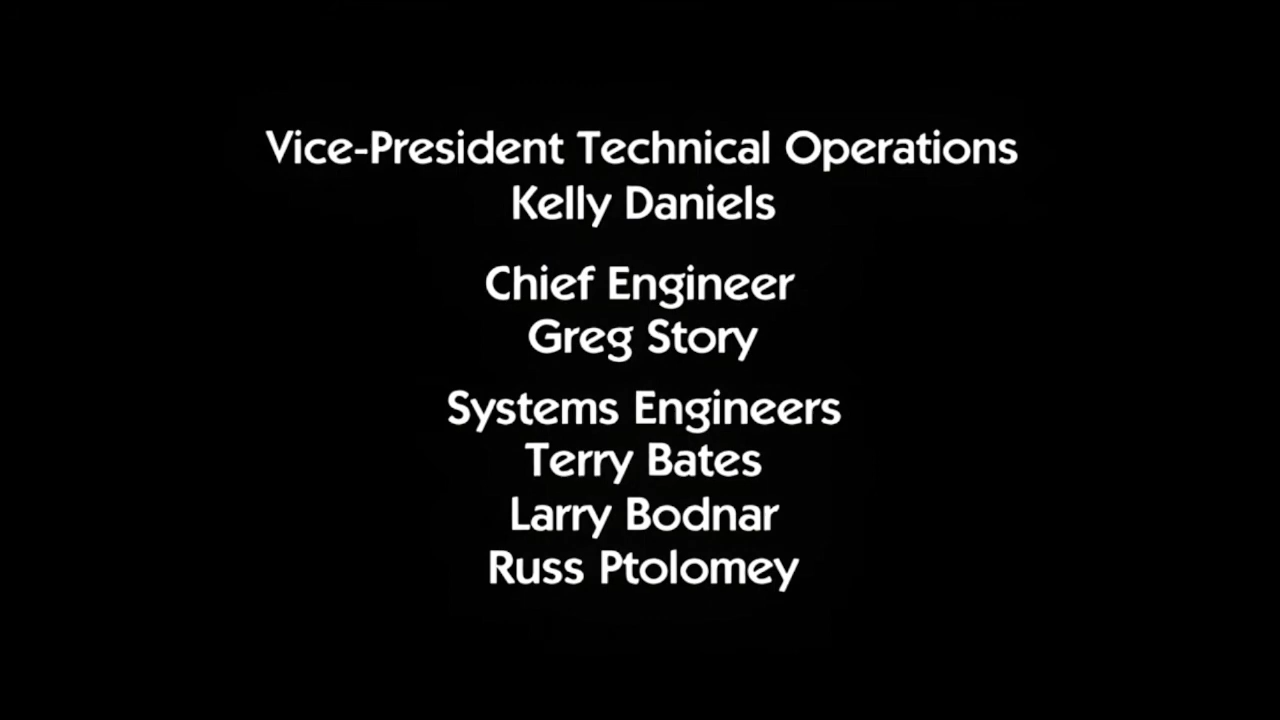 Vice-President Technical Operations
Kelly Daniels
Chief Engineer
Greg Story
Systems Engineers
Terry Bates
Larry Bodnar
Russ Ptolomey